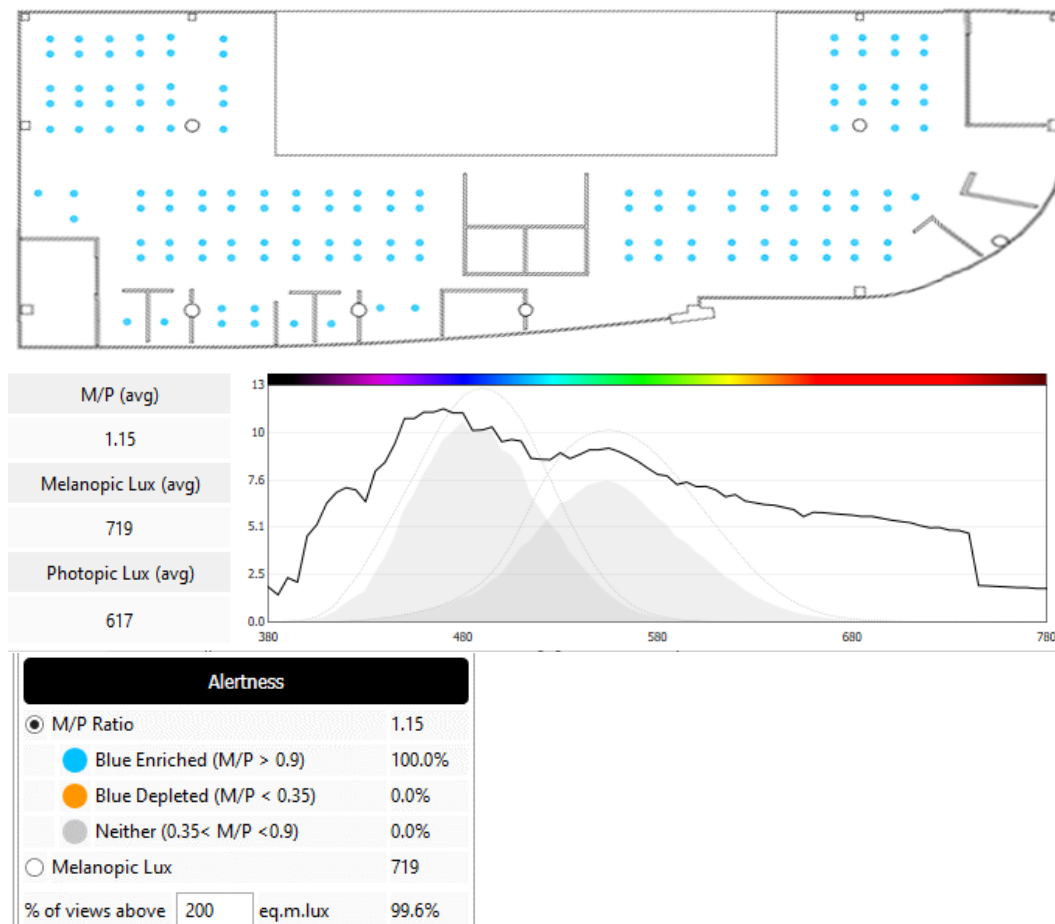 M/P (avg)
1.15
Melanopic Lux (avg)
719
Photopic Lux (avg)
617
13
10
7.6
5.1
2.5
0.0
380 480 580 680 780
Alertness
M/P Ratio 1.15
Blue Enriched (M/P > 0.9) 100.0%
Blue Depleted (M/P < 0.35) 0.0%
Neither (0.35< M/P <0.9) 0.0%
Melanopic Lux 719
% of views above 200 eq.m.lux 99.6%